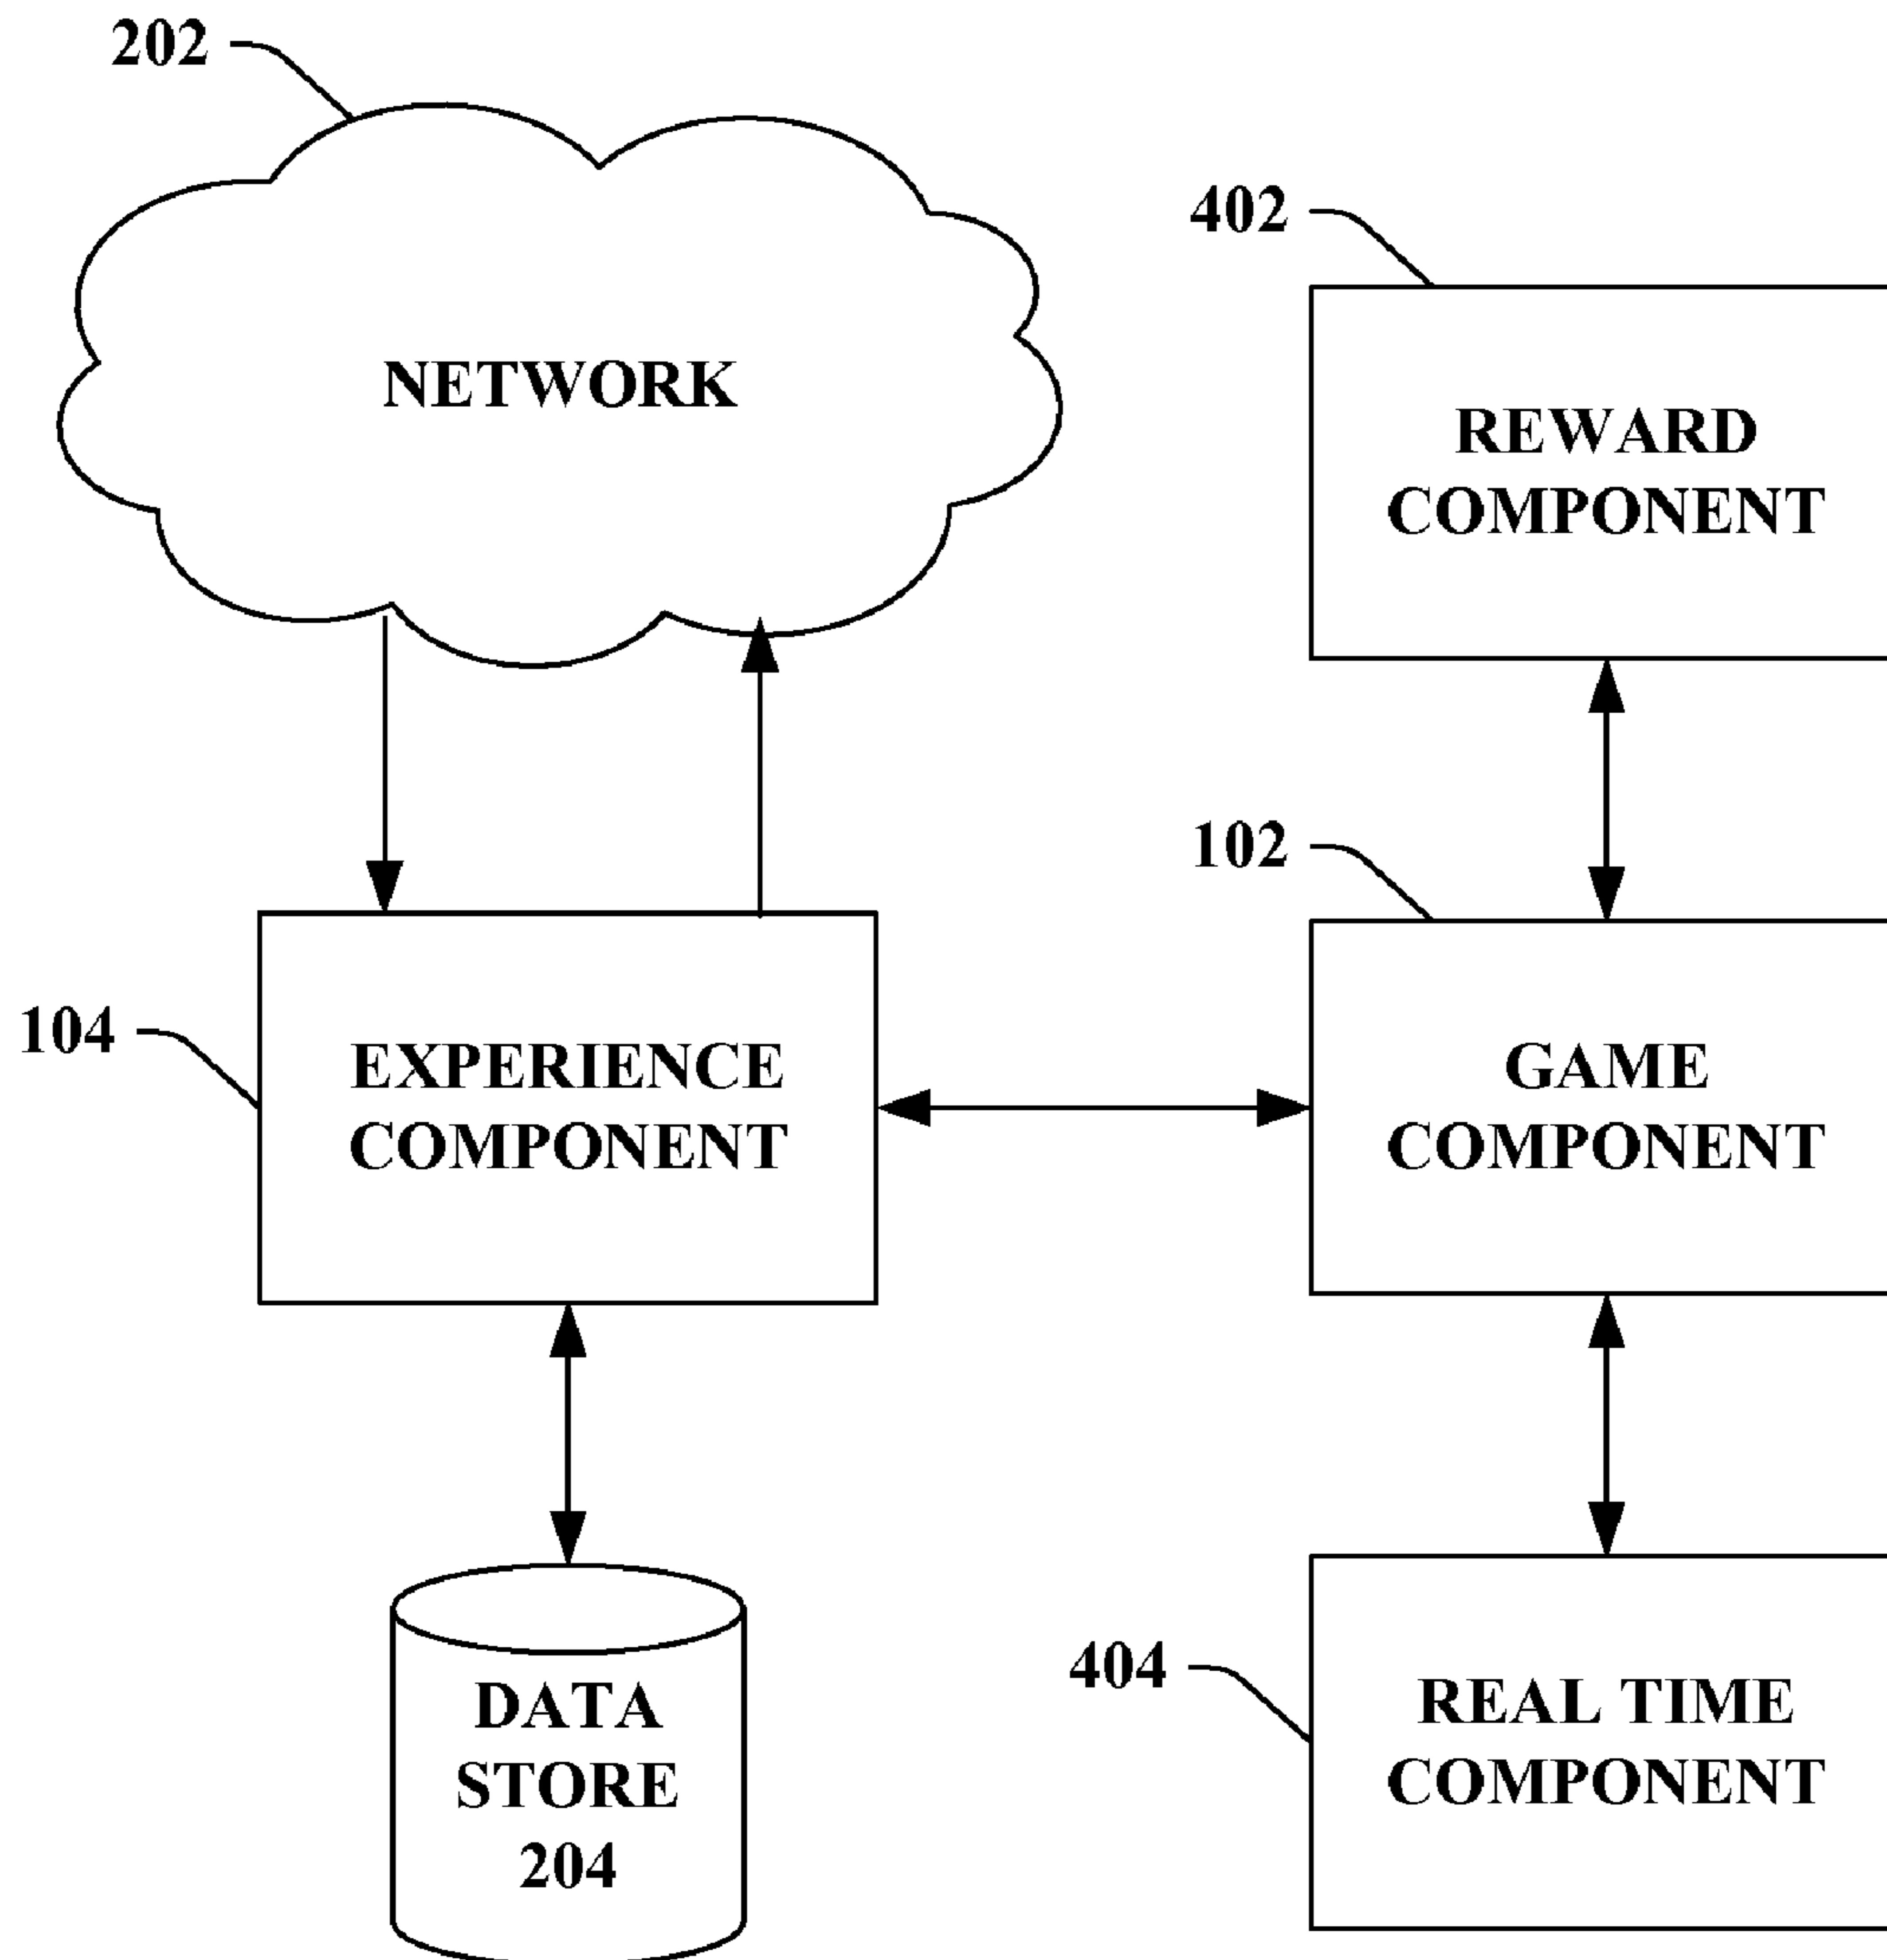 202
NETWORK
402
REWARD
COMPONENT
102
GAME
COMPONENT
104
EXPERIENCE
COMPONENT
DATA
STORE
204
404
REAL TIME
COMPONENT